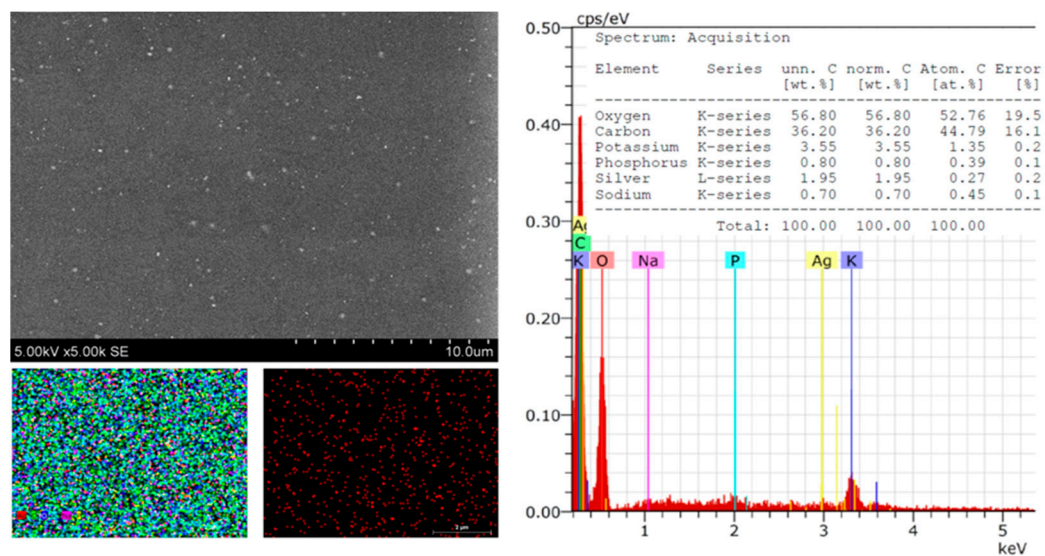 5.00kV x5.00k SE
10.0um
2 µm
cps/eV
Spectrum: Acquisition
Element Series unn. C norm. C Atom. C Error
[wt.%] [wt.%] [at.%] [%]
Oxygen K-series 56.80 56.80 52.76 19.5
Carbon K-series 36.20 36.20 44.79 16.1
Potassium K-series 3.55 3.55 1.35 0.2
Phosphorus K-series 0.80 0.80 0.39 0.1
Silver L-series 1.95 1.95 0.27 0.2
Sodium K-series 0.70 0.70 0.45 0.1
Total: 100.00 100.00 100.00
0.50
0.40
0.30
0.20
0.10
0.00
Ag
C
K O Na P Ag K
1 2 3 4 5
keV